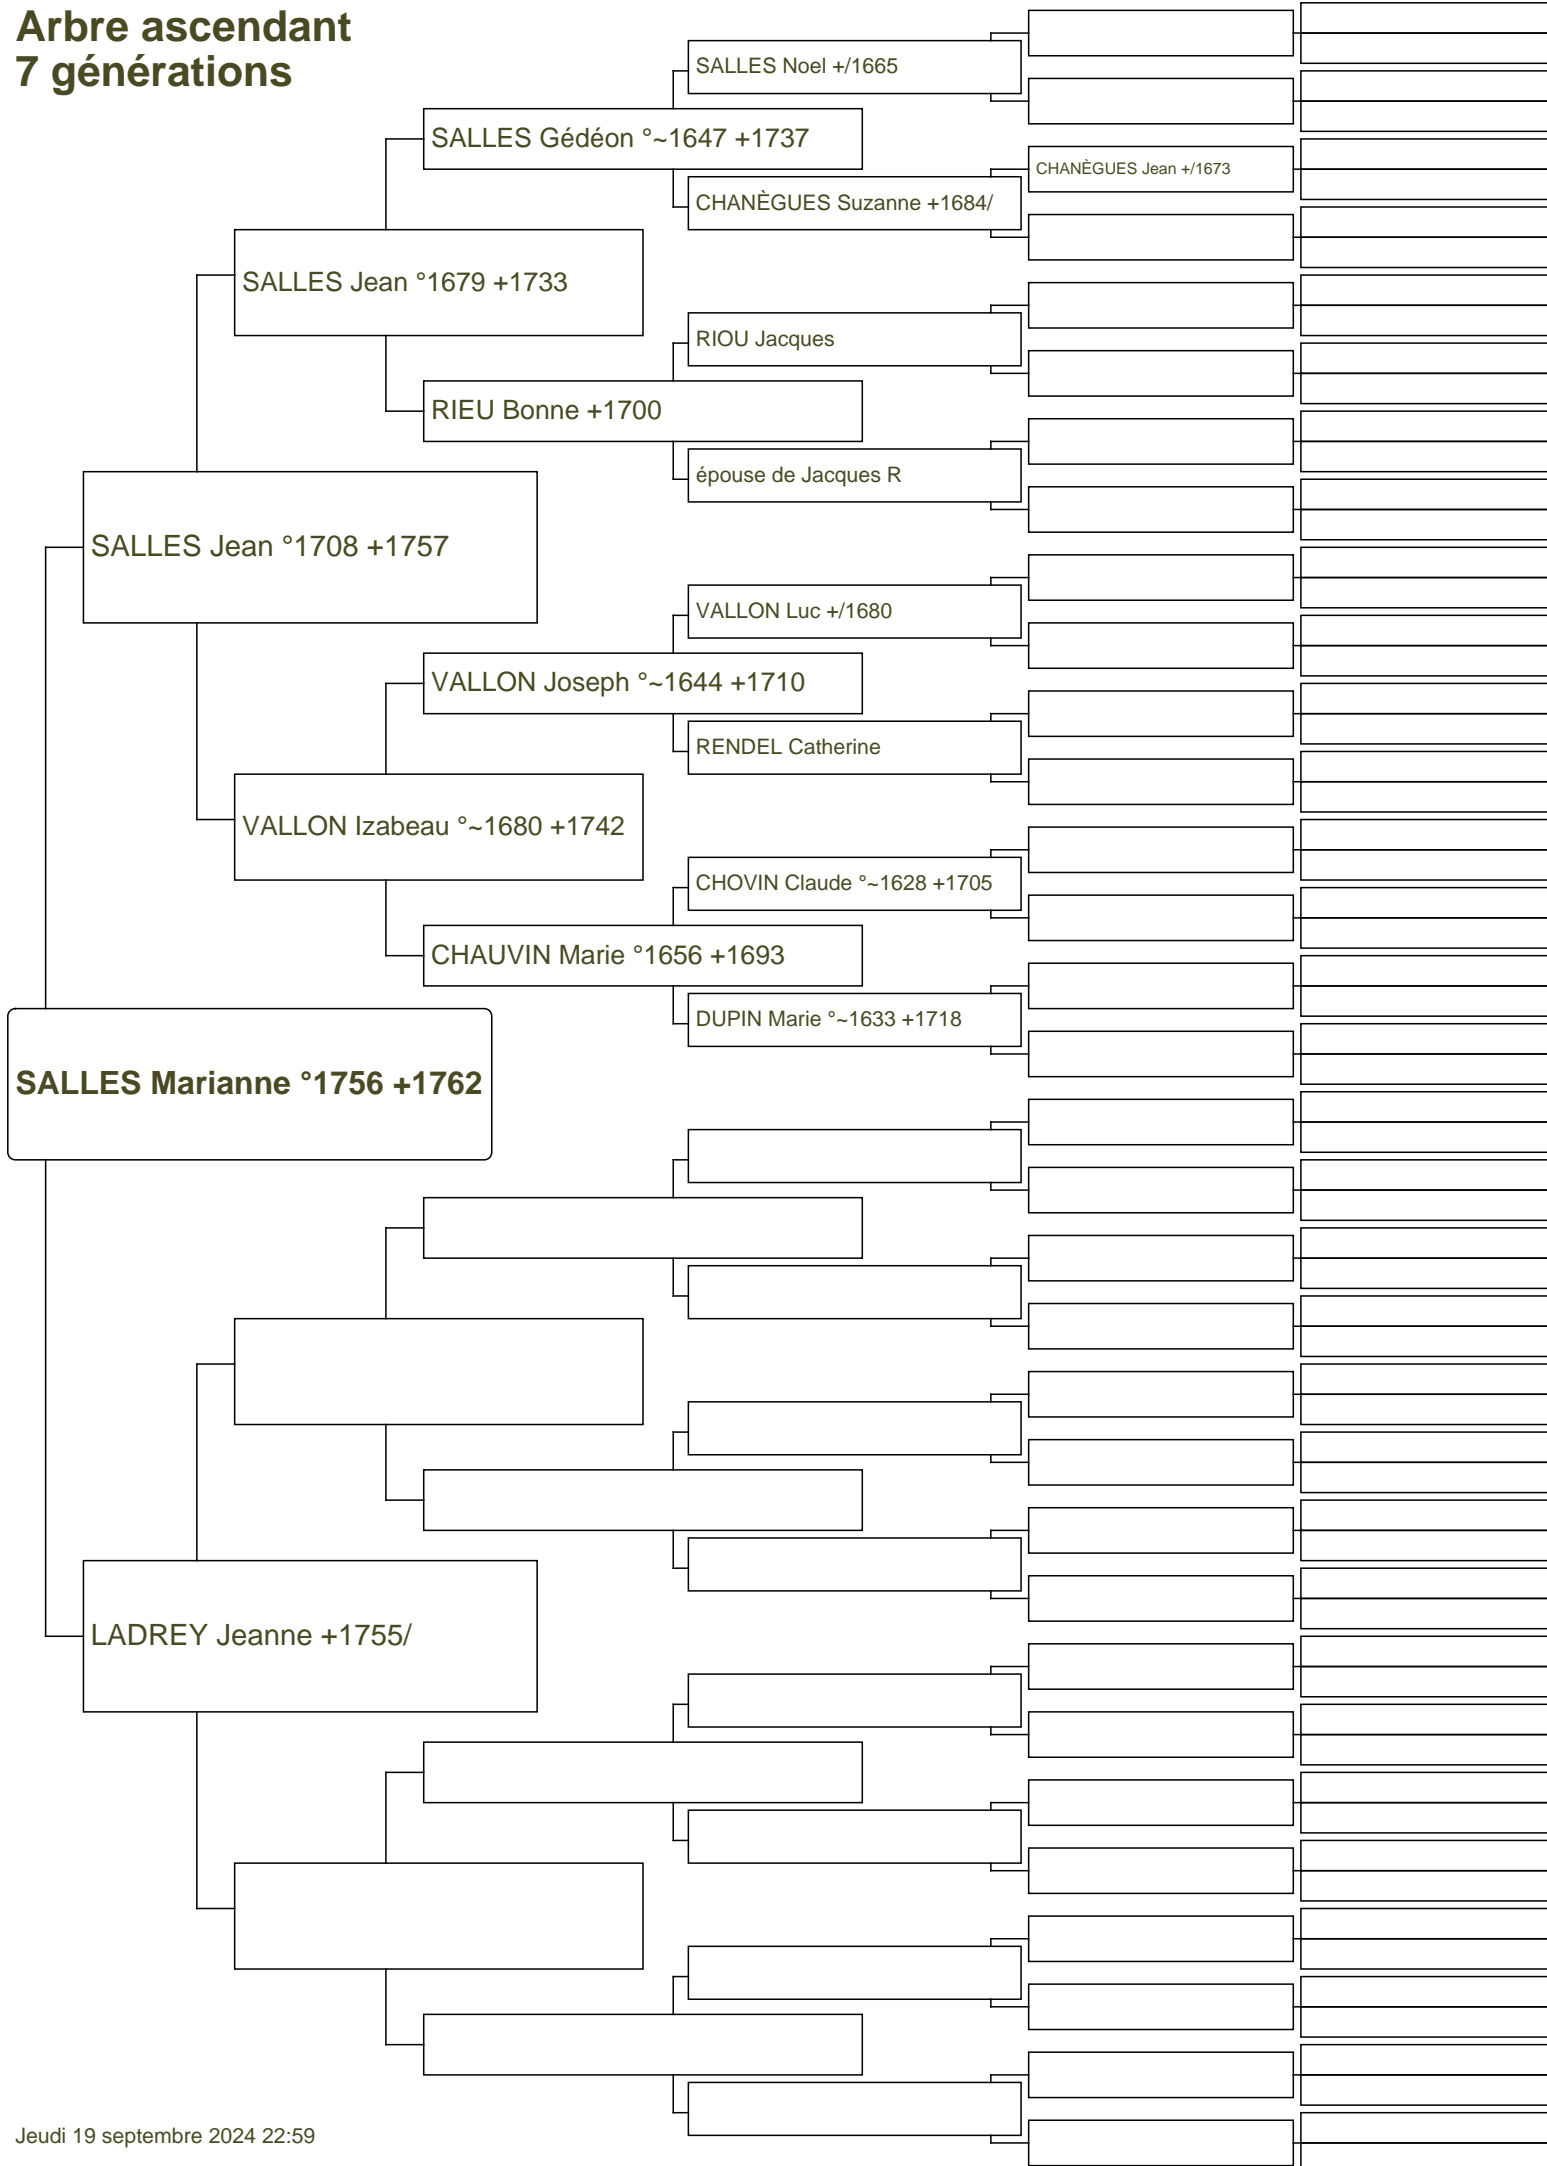 Arbre ascendant
7 générations
SALLES Noel +/1665
SALLES Gédéon °~1647 +1737
CHANÈGUES Jean +/1673
CHANÈGUES Suzanne +1684/
SALLES Jean °1679 +1733
RIOU Jacques
RIEU Bonne +1700
épouse de Jacques R
SALLES Jean °1708 +1757
VALLON Luc +/1680
VALLON Joseph °~1644 +1710
RENDEL Catherine
VALLON Izabeau °~1680 +1742
CHOVIN Claude °~1628 +1705
CHAUVIN Marie °1656 +1693
DUPIN Marie °~1633 +1718
SALLES Marianne °1756 +1762
LADREY Jeanne +1755/
Jeudi 19 septembre 2024 22:59